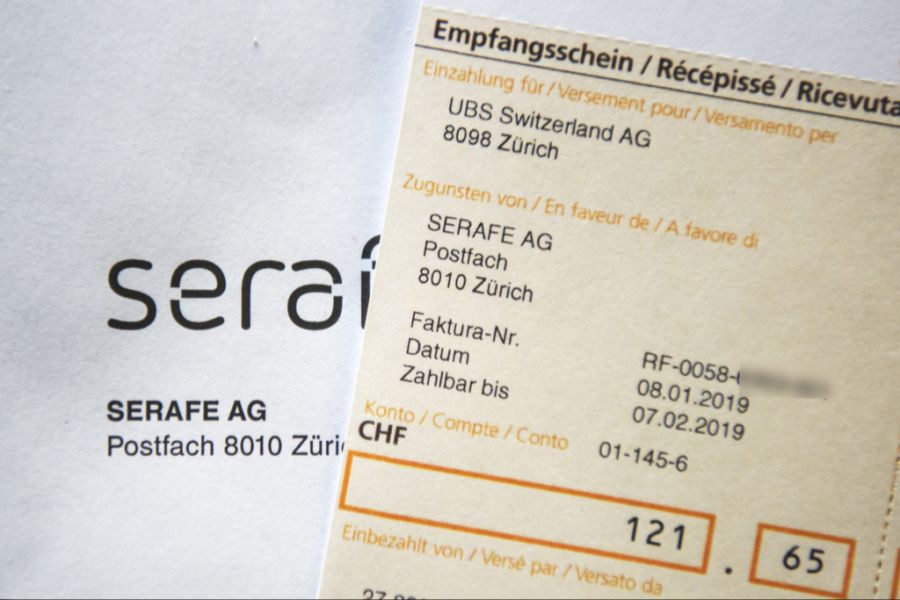 seraf
SERAFE AG
Postfach 8010 Züri
Empfangsschein / Récépissé / Ricevuta
Einzahlung für / Versement pour / Versamento per
UBS Switzerland AG
8098 Zürich
Zugunsten von / En faveur de / A favore di
SERAFE AG
Postfach
8010 Zürich
Faktura-Nr. RF-0058-
Datum 08.01.2019
Zahlbar bis 07.02.2019
Konto / Compte / Conto 01-145-6
CHF
121 . 65
Einbezahlt von / Versé par / Versato da